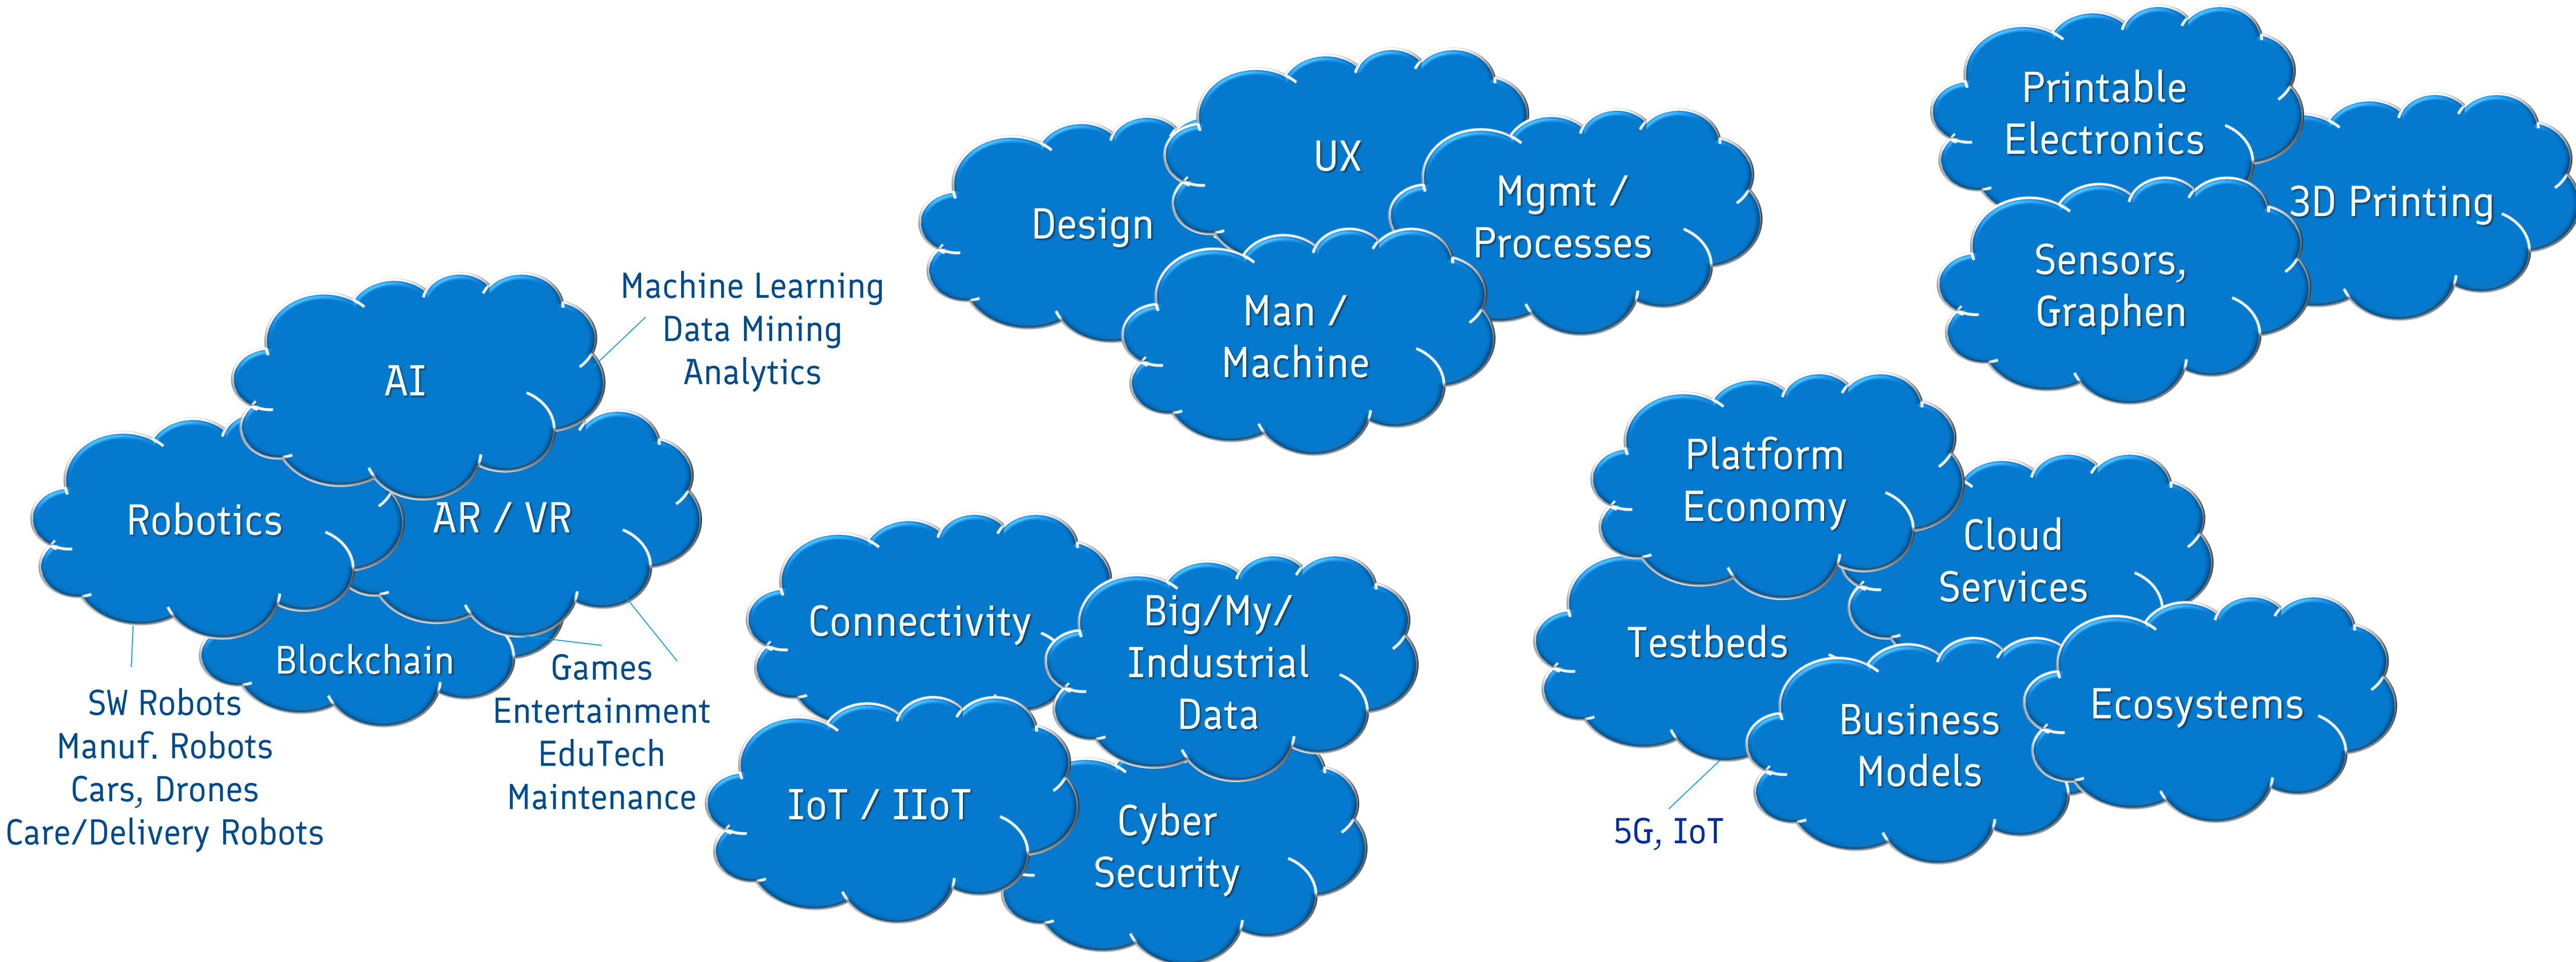 AI
Machine Learning
Data Mining
Analytics
Robotics
AR / VR
Blockchain
SW Robots
Manuf. Robots
Cars, Drones
Care/Delivery Robots
Games
Entertainment
EduTech
Maintenance
Design
UX
Mgmt /
Processes
Man /
Machine
Connectivity
Big/My/
Industrial
Data
IoT / IIoT
Cyber
Security
Printable
Electronics
3D Printing
Sensors,
Graphen
Platform
Economy
Cloud
Services
Testbeds
Business
Models
Ecosystems
5G, IoT